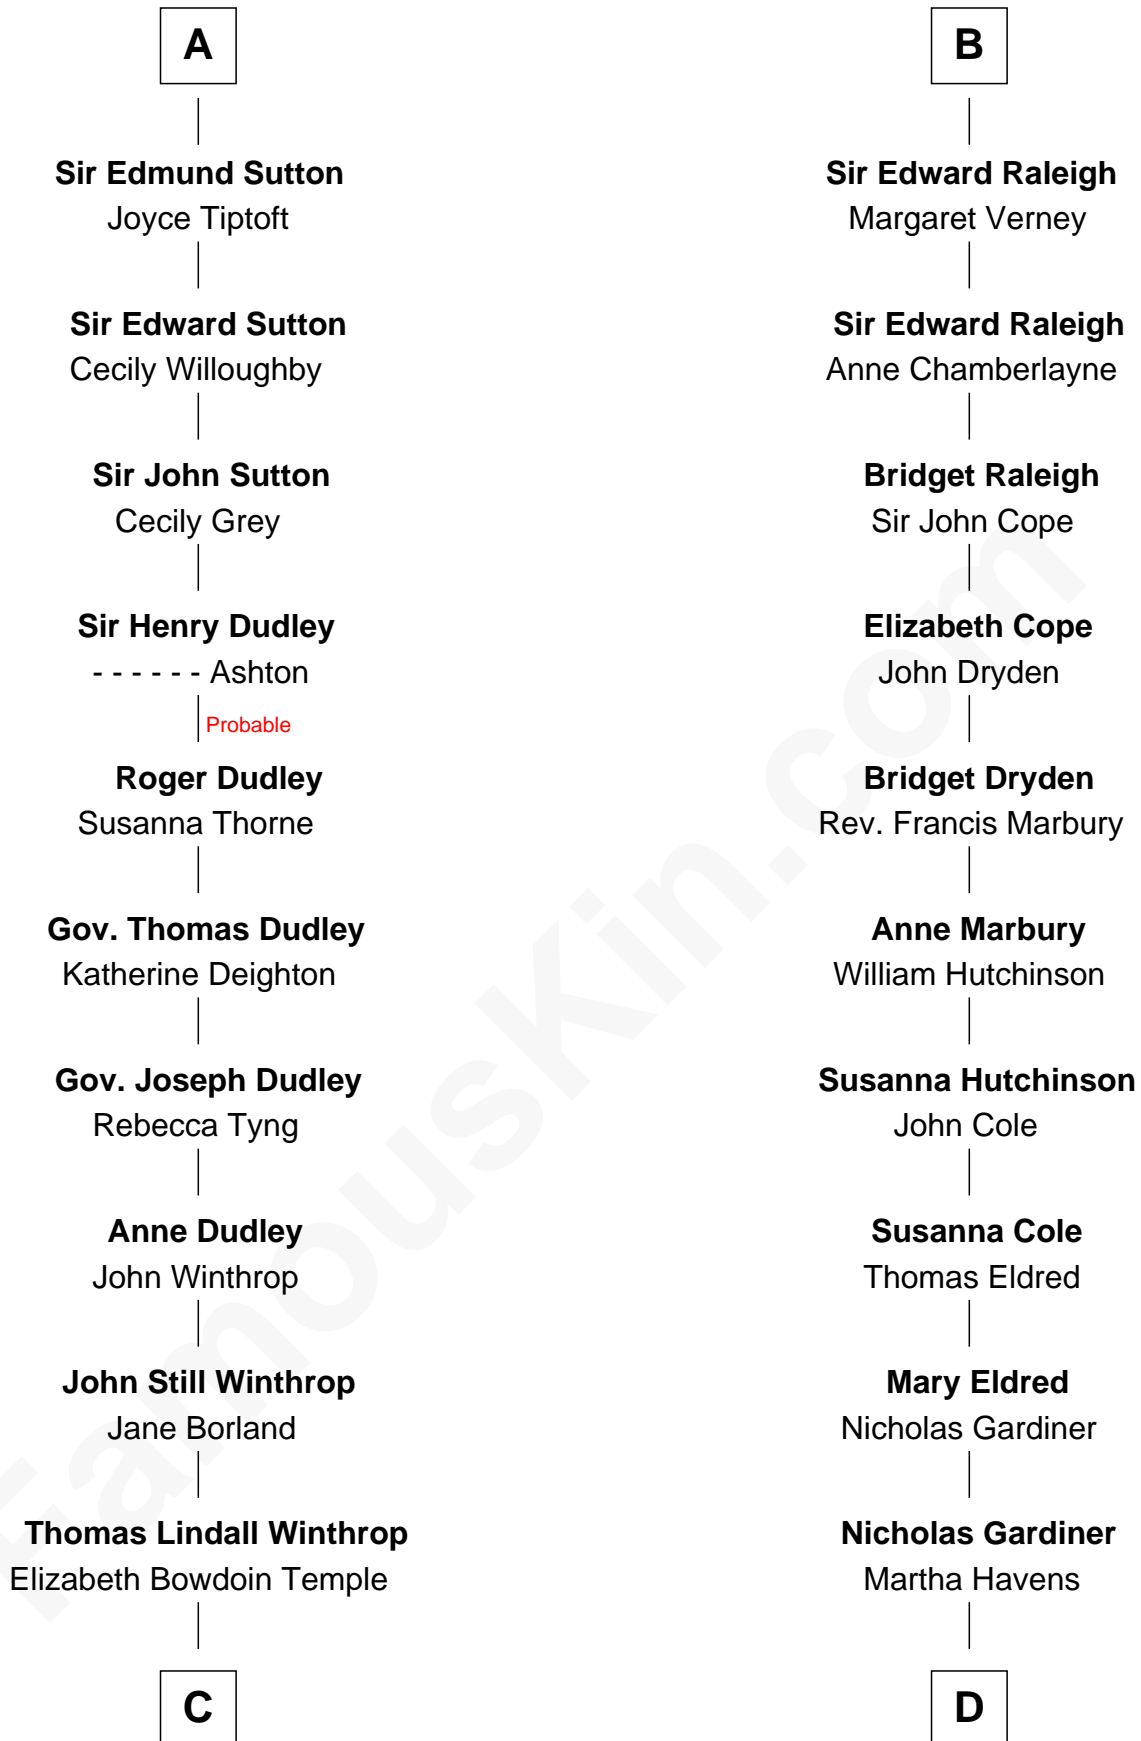 A
Sir Edmund Sutton
Joyce Tiptoft
Sir Edward Sutton
Cecily Willoughby
Sir John Sutton
Cecily Grey
Sir Henry Dudley
- - - - - - Ashton
Probable
Roger Dudley
Susanna Thorne
Gov. Thomas Dudley
Katherine Deighton
Gov. Joseph Dudley
Rebecca Tyng
Anne Dudley
John Winthrop
John Still Winthrop
Jane Borland
Thomas Lindall Winthrop
Elizabeth Bowdoin Temple
C
B
Sir Edward Raleigh
Margaret Verney
Sir Edward Raleigh
Anne Chamberlayne
Bridget Raleigh
Sir John Cope
Elizabeth Cope
John Dryden
Bridget Dryden
Rev. Francis Marbury
Anne Marbury
William Hutchinson
Susanna Hutchinson
John Cole
Susanna Cole
Thomas Eldred
Mary Eldred
Nicholas Gardiner
Nicholas Gardiner
Martha Havens
D
FamousKin.com